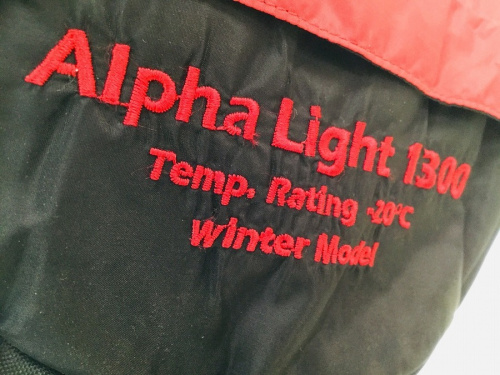 Alpha Light 1300
Temp. Rating -20°C
Winter Model